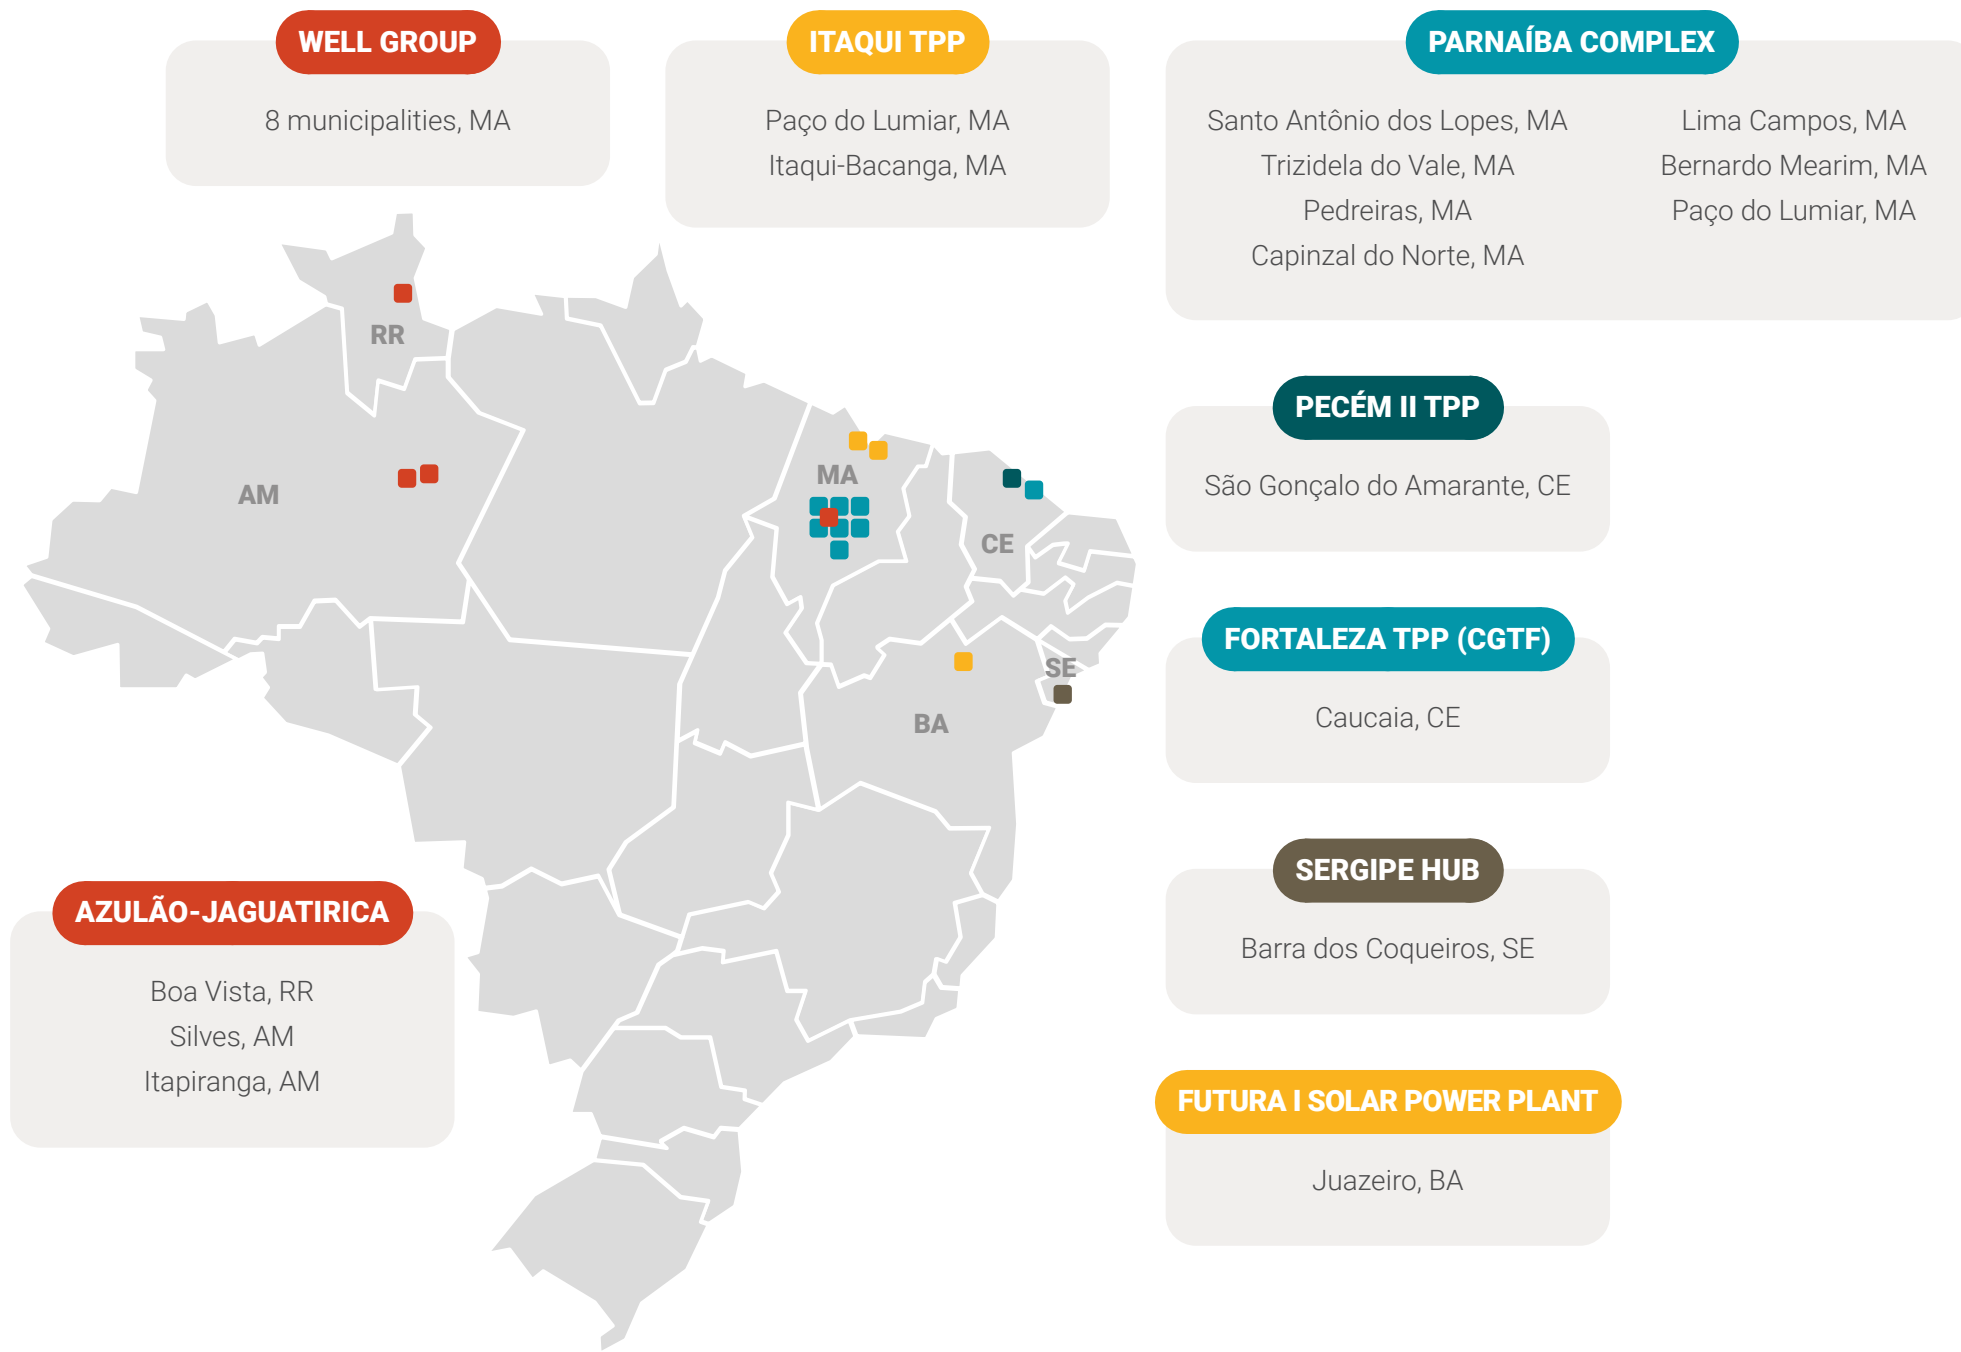 WELL GROUP
8 municipalities, MA
ITAQUI TPP
Paço do Lumiar, MA
Itaqui-Bacanga, MA
PARNAÍBA COMPLEX
Santo Antônio dos Lopes, MA
Trizidela do Vale, MA
Pedreiras, MA
Capinzal do Norte, MA
Lima Campos, MA
Bernardo Mearim, MA
Paço do Lumiar, MA
RR
AM
MA
CE
SE
BA
PECÉM II TPP
São Gonçalo do Amarante, CE
FORTALEZA TPP (CGTF)
Caucaia, CE
SERGIPE HUB
Barra dos Coqueiros, SE
AZULÃO-JAGUATIRICA
Boa Vista, RR
Silves, AM
Itapiranga, AM
FUTURA I SOLAR POWER PLANT
Juazeiro, BA